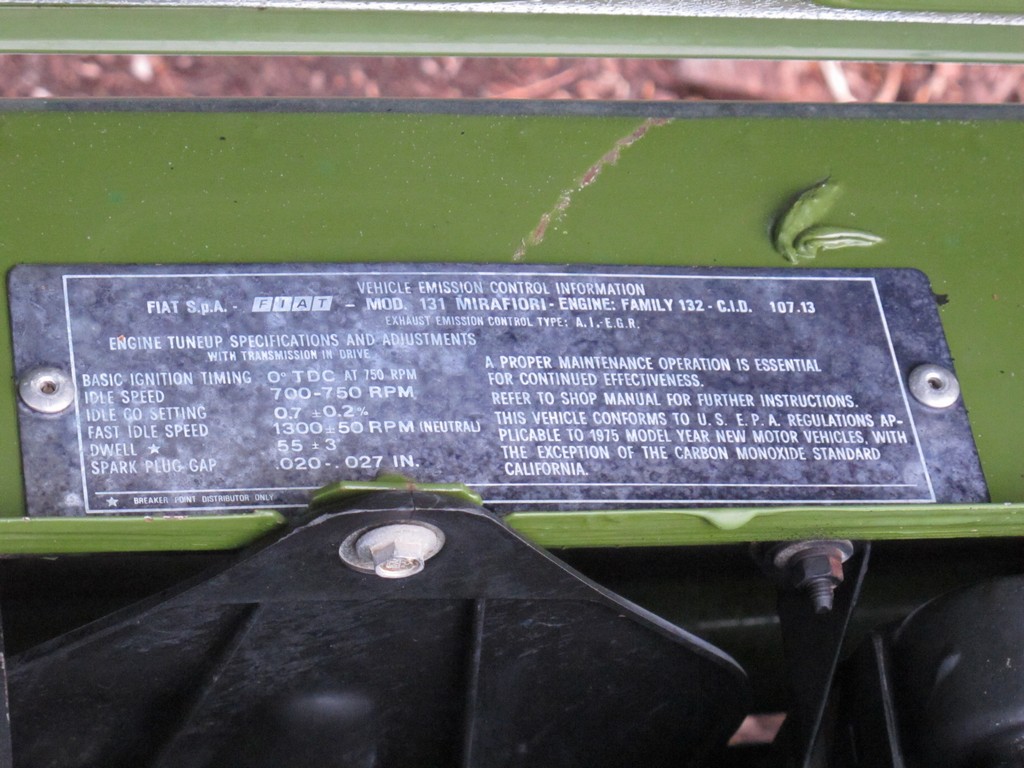 VEHICLE EMISSION CONTROL INFORMATION
FIAT S.p.A. - FIAT - MOD. 131 MIRAFIORI - ENGINE: FAMILY 132 - C.I.D. 107.13
EXHAUST EMISSION CONTROL TYPE: A.I.-E.G.R.
ENGINE TUNEUP SPECIFICATIONS AND ADJUSTMENTS
WITH TRANSMISSION IN DRIVE
BASIC IGNITION TIMING 0° TDC AT 750 RPM
IDLE SPEED 700-750 RPM
IDLE CO SETTING 0.7 ±0.2%
FAST IDLE SPEED 1300±50 RPM (NEUTRAL)
DWELL ★ 55 ±3°
SPARK PLUG GAP .020-.027 IN.
★ BREAKER POINT DISTRIBUTOR ONLY
A PROPER MAINTENANCE OPERATION IS ESSENTIAL
FOR CONTINUED EFFECTIVENESS.
REFER TO SHOP MANUAL FOR FURTHER INSTRUCTIONS.
THIS VEHICLE CONFORMS TO U.S. E.P.A. REGULATIONS AP-
PLICABLE TO 1975 MODEL YEAR NEW MOTOR VEHICLES, WITH
THE EXCEPTION OF THE CARBON MONOXIDE STANDARD
CALIFORNIA.